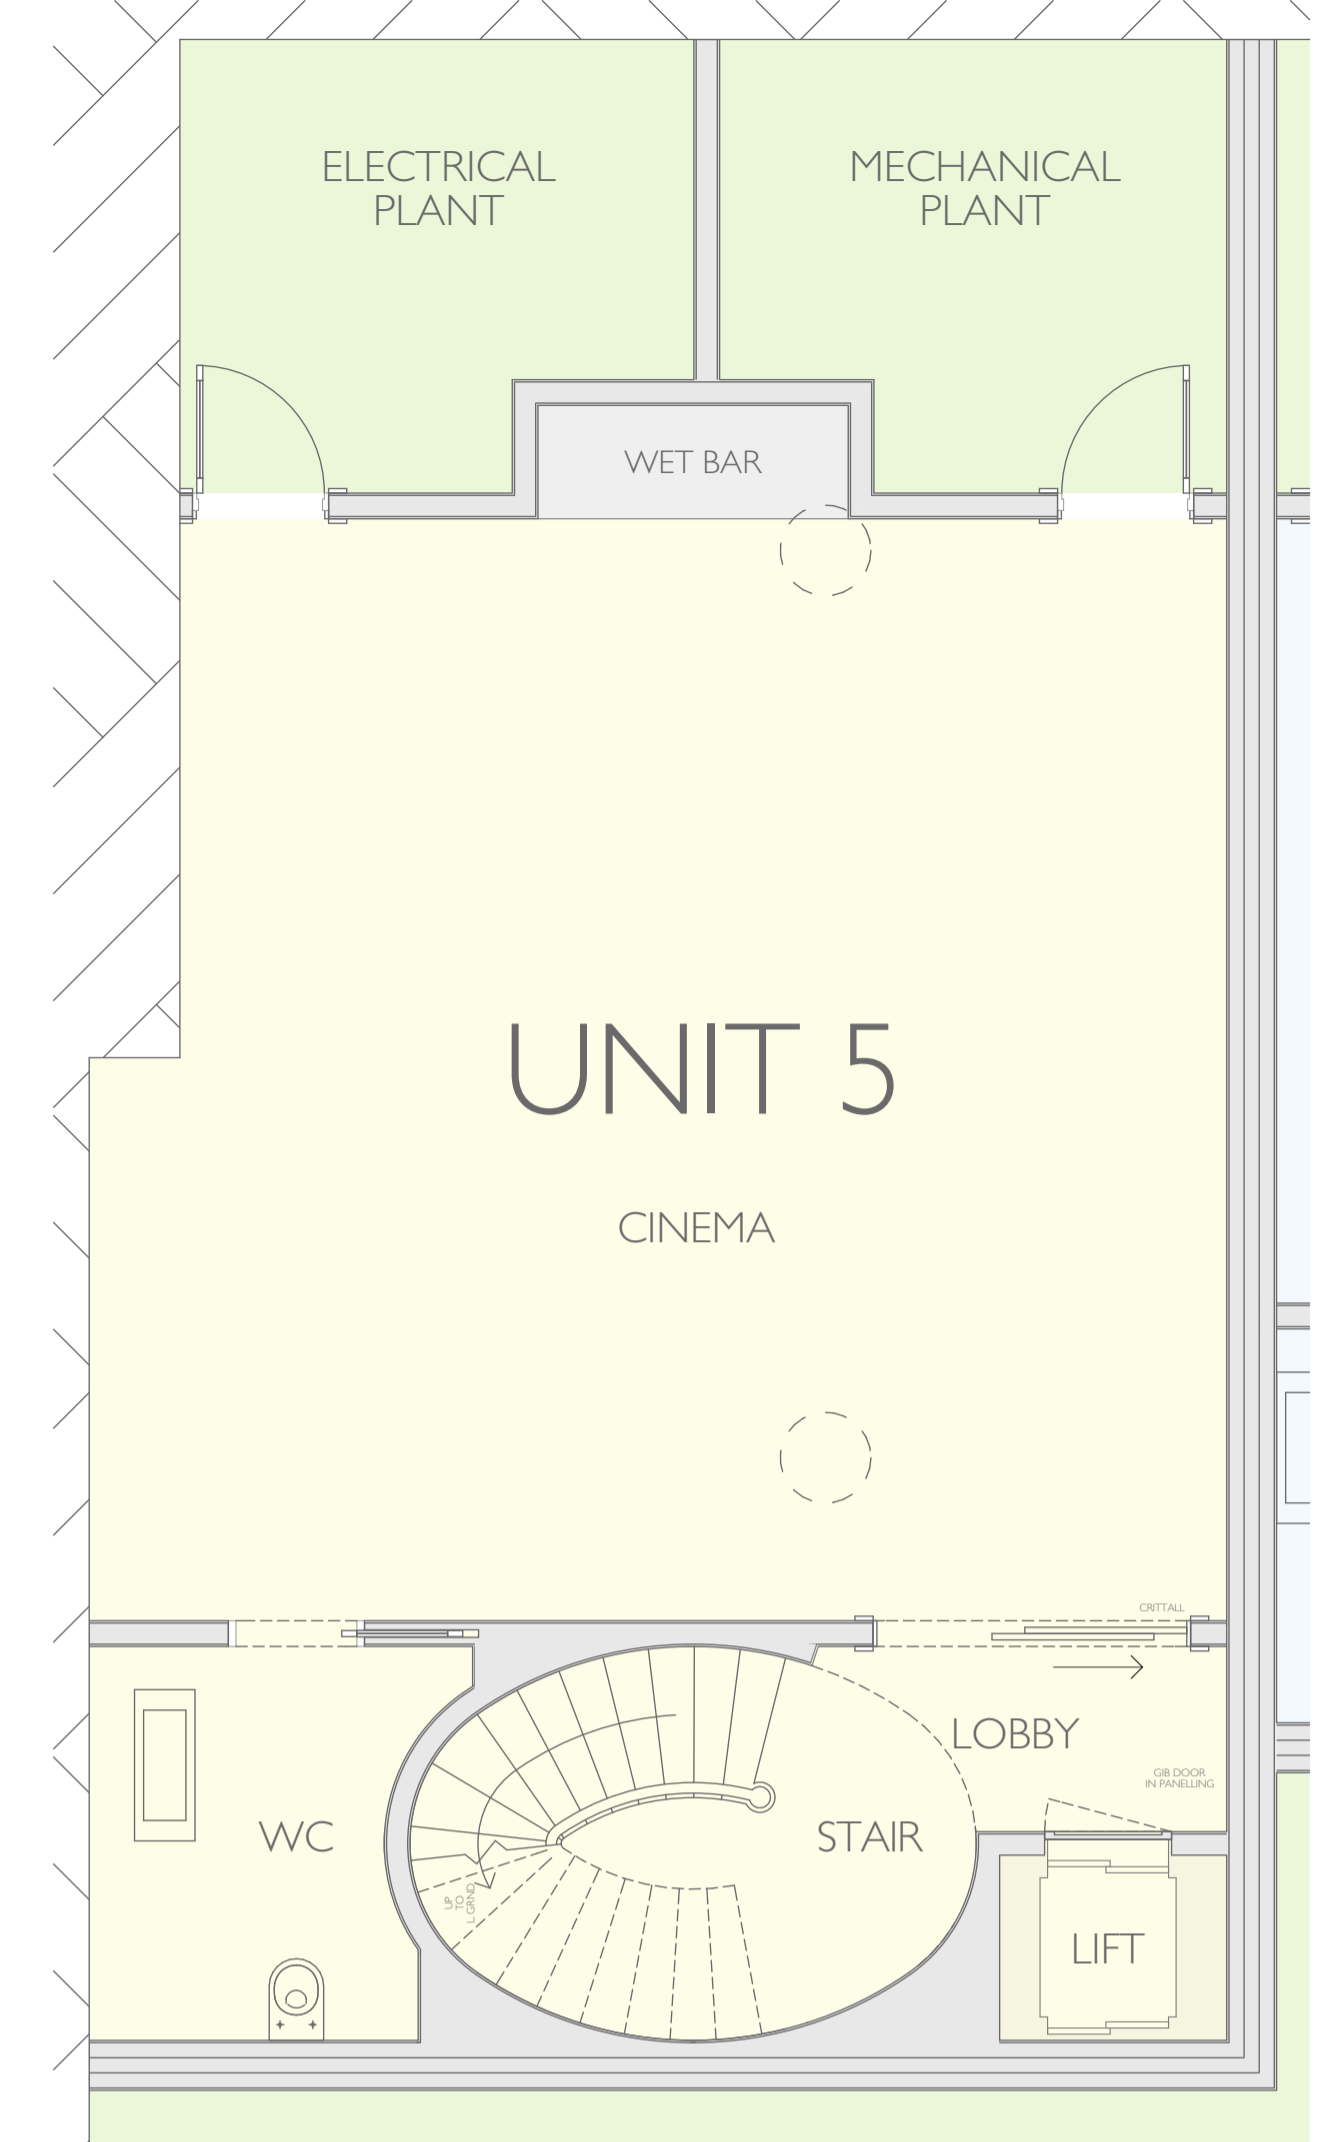 ELECTRICAL
PLANT
MECHANICAL
PLANT
WET BAR
UNIT 5
CINEMA
CRITTALL
LOBBY
GIB DOOR
IN PANELLING
WC
STAIR
UP
TO
L. GRND
LIFT